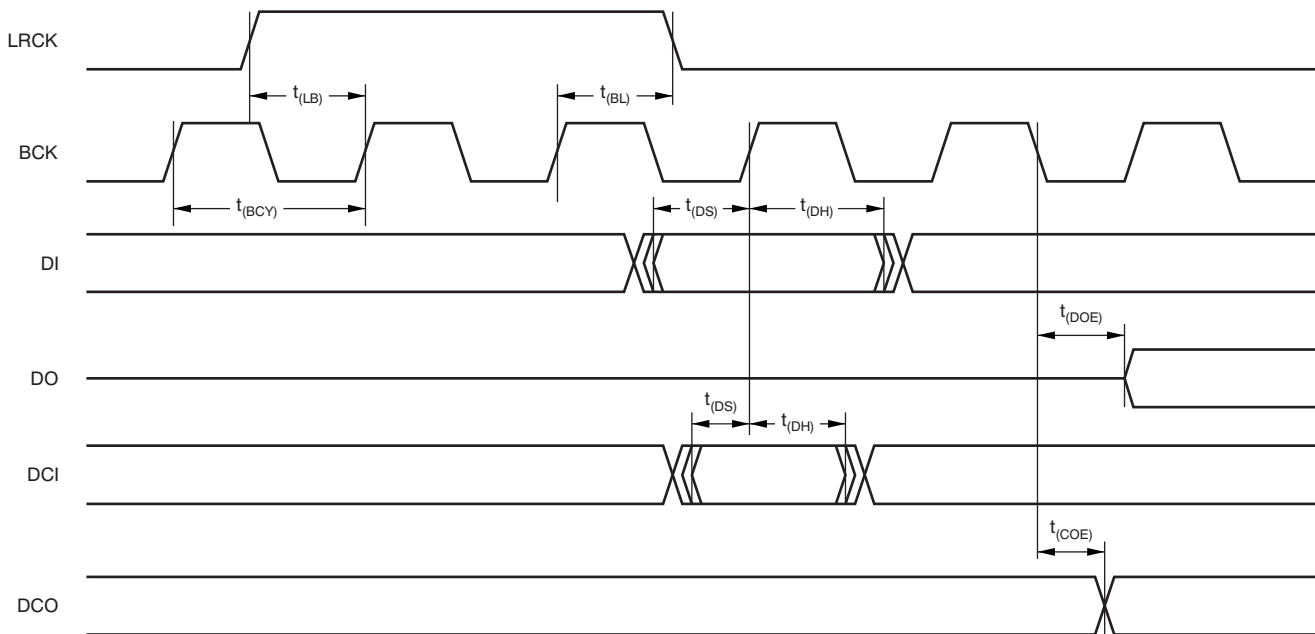 LRCK
t(LB)
t(BL)
BCK
t(BCY)
t(DS)
t(DH)
DI
t(DOE)
DO
t(DS)
t(DH)
DCI
t(COE)
DCO